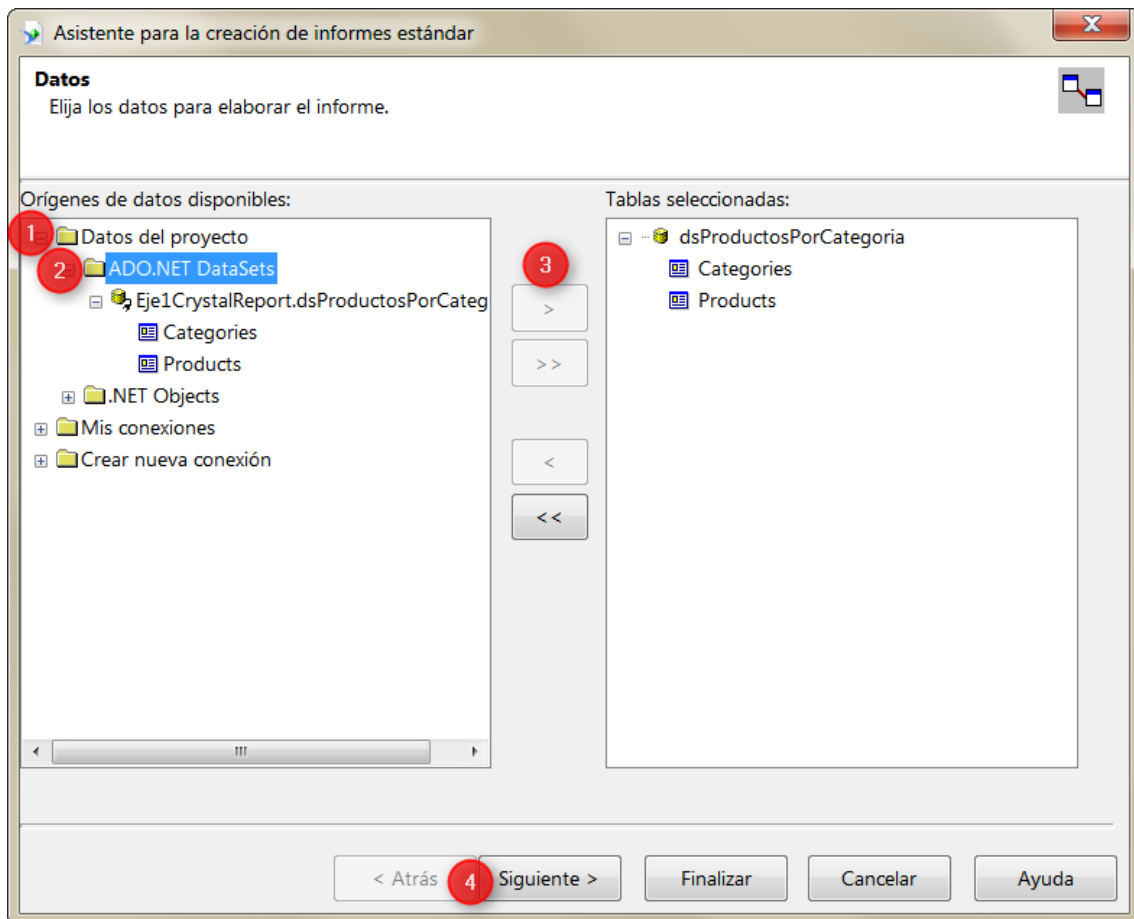 Asistente para la creación de informes estándar
X
Datos
Elija los datos para elaborar el informe.
Orígenes de datos disponibles:
Tablas seleccionadas:
1
Datos del proyecto
2
ADO.NET DataSets
Eje1CrystalReport.dsProductosPorCateg
Categories
Products
.NET Objects
Mis conexiones
Crear nueva conexión
3
>
>>
<
<<
dsProductosPorCategoria
Categories
Products
< Atrás
4
Siguiente >
Finalizar
Cancelar
Ayuda